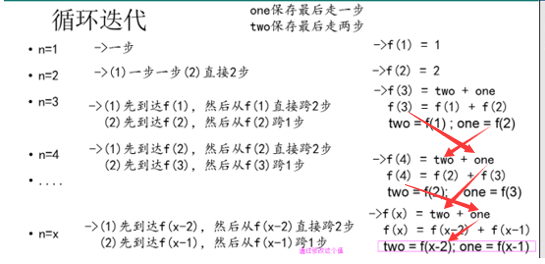 循环迭代
one保存最后走一步
two保存最后走两步
• n=1 ->一步 ->f(1) = 1
• n=2 ->(1)一步一步(2)直接2步 ->f(2) = 2
• n=3 ->(1)先到达f(1), 然后从f(1)直接跨2步 ->f(3) = two + one
(2)先到达f(2), 然后从f(2)跨1步 f(3) = f(1) + f(2)
two = f(1) ; one = f(2)
• n=4 ->(1)先到达f(2), 然后从f(2)直接跨2步 ->f(4) = two + one
(2)先到达f(3), 然后从f(3)跨1步 f(4) = f(2) + f(3)
• .... two = f(2); one = f(3)
• n=x ->(1)先到达f(x-2), 然后从f(x-2)直接跨2步 ->f(x) = two + one
(2)先到达f(x-1), 然后从f(x-1)跨1步 f(x) = f(x-2) + f(x-1)
two = f(x-2); one = f(x-1)